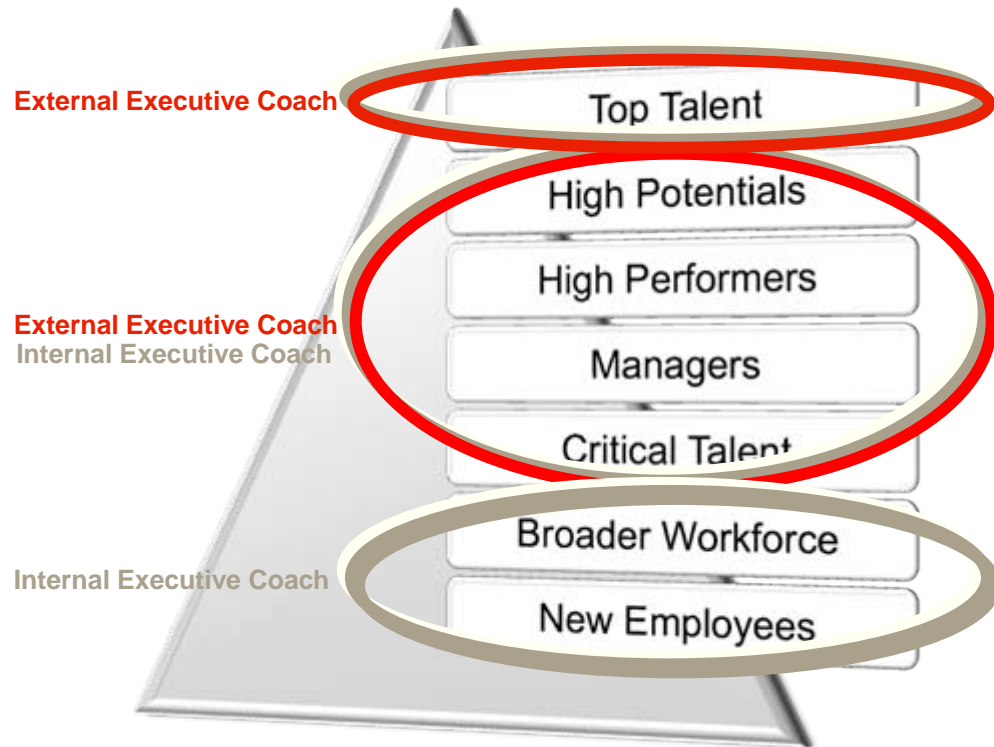 External Executive Coach
Top Talent
High Potentials
High Performers
External Executive Coach
Internal Executive Coach
Managers
Critical Talent
Broader Workforce
Internal Executive Coach
New Employees